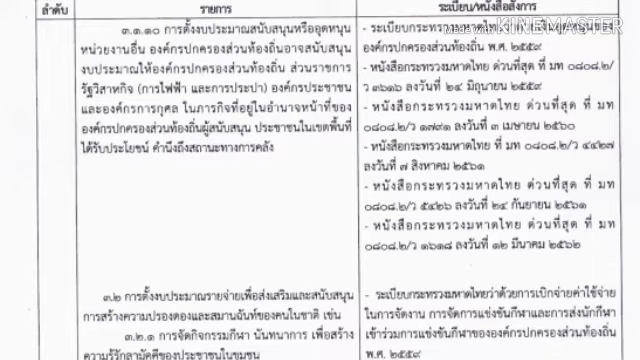 ลำดับ
รายการ
ระเบียบ/หนังสือสั่งการ
KINEMASTER
๓.๑.๑๐ การตั้งงบประมาณสนับสนุนหรืออุดหนุน
หน่วยงานอื่น องค์กรปกครองส่วนท้องถิ่นอาจสนับสนุน
งบประมาณให้องค์กรปกครองส่วนท้องถิ่น ส่วนราชการ
รัฐวิสาหกิจ (การไฟฟ้า และการประปา) องค์กรประชาชน
และองค์กรการกุศล ในภารกิจที่อยู่ในอำนาจหน้าที่ของ
องค์กรปกครองส่วนท้องถิ่นผู้สนับสนุน ประชาชนในเขตพื้นที่
ได้รับประโยชน์ คำนึงถึงสถานะทางการคลัง
- ระเบียบกระทรวงมหาดไทย
องค์กรปกครองส่วนท้องถิ่น พ.ศ. ๒๕๕๙
- หนังสือกระทรวงมหาดไทย ด่วนที่สุด ที่ มท ๐๘๐๘.๒/
ว ๓๖๑๖ ลงวันที่ ๒๔ มิถุนายน ๒๕๕๙
- หนังสือกระทรวงมหาดไทย ด่วนที่สุด ที่ มท
๐๘๐๘.๒/ว ๑๗๙๑ ลงวันที่ ๓ เมษายน ๒๕๖๐
- หนังสือกระทรวงมหาดไทย ที่ มท ๐๘๐๘.๒/ว ๔๔๒๗
ลงวันที่ ๗ สิงหาคม ๒๕๖๑
- หนังสือกระทรวงมหาดไทย ด่วนที่สุด ที่ มท
๐๘๐๘.๒/ว ๕๔๒๖ ลงวันที่ ๒๔ กันยายน ๒๕๖๑
- หนังสือกระทรวงมหาดไทย ด่วนที่สุด ที่ มท
๐๘๐๘.๒/ว ๑๖๑๘ ลงวันที่ ๑๒ มีนาคม ๒๕๖๒
๓.๒ การตั้งงบประมาณรายจ่ายเพื่อส่งเสริมและสนับสนุน
การสร้างความปรองดองและสมานฉันท์ของคนในชาติ เช่น
๓.๒.๑ การจัดกิจกรรมกีฬา นันทนาการ เพื่อสร้าง
ความรู้รักสามัคคีของประชาชนในชุมชน
- ระเบียบกระทรวงมหาดไทยว่าด้วยการเบิกจ่ายค่าใช้จ่าย
ในการจัดงาน การจัดการแข่งขันกีฬาและการส่งนักกีฬา
เข้าร่วมการแข่งขันกีฬาขององค์กรปกครองส่วนท้องถิ่น
พ.ศ. ๒๕๕๙